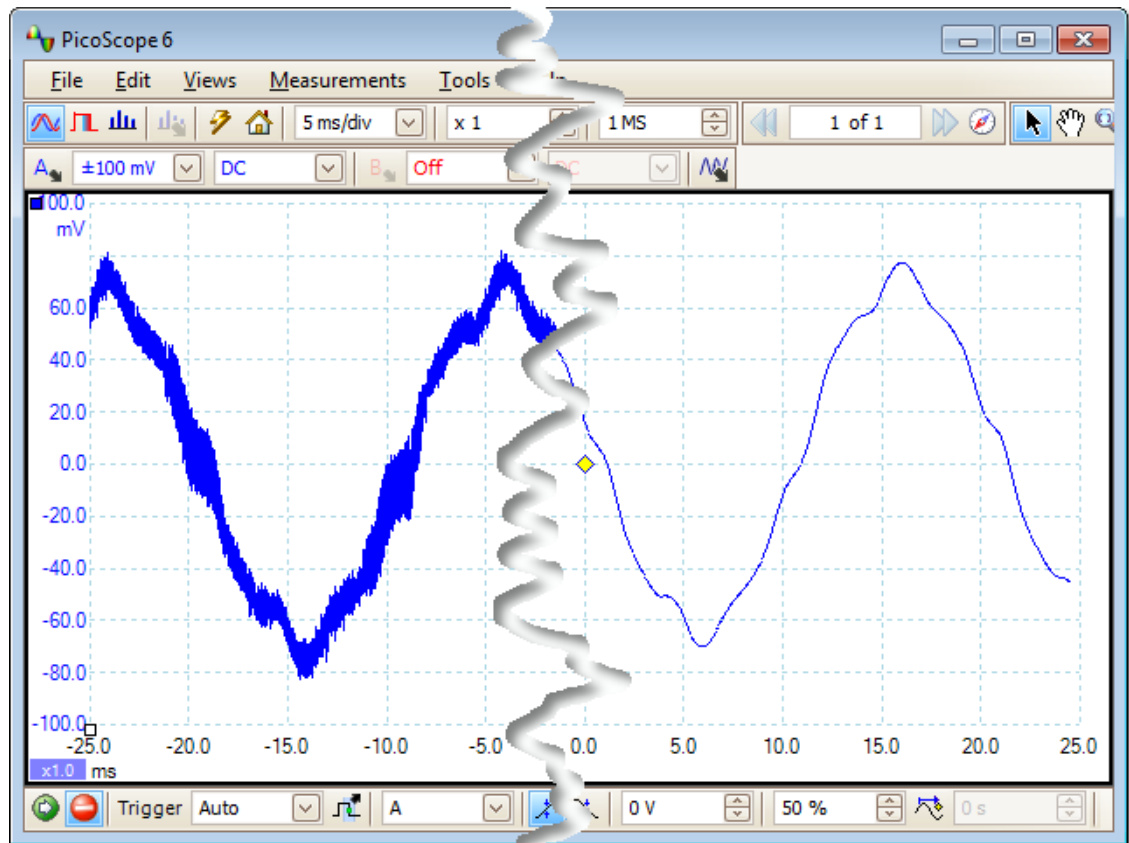 PicoScope 6
File Edit Views Measurements Tools
5 ms/div x 1 1 MS 1 of 1
A ±100 mV DC B Off DC
100.0
mV
60.0
40.0
20.0
0.0
-20.0
-40.0
-60.0
-80.0
-100.0
-25.0 -20.0 -15.0 -10.0 -5.0 0.0 5.0 10.0 15.0 20.0 25.0
x1.0 ms
Trigger Auto A 0 V 50 % 0 s